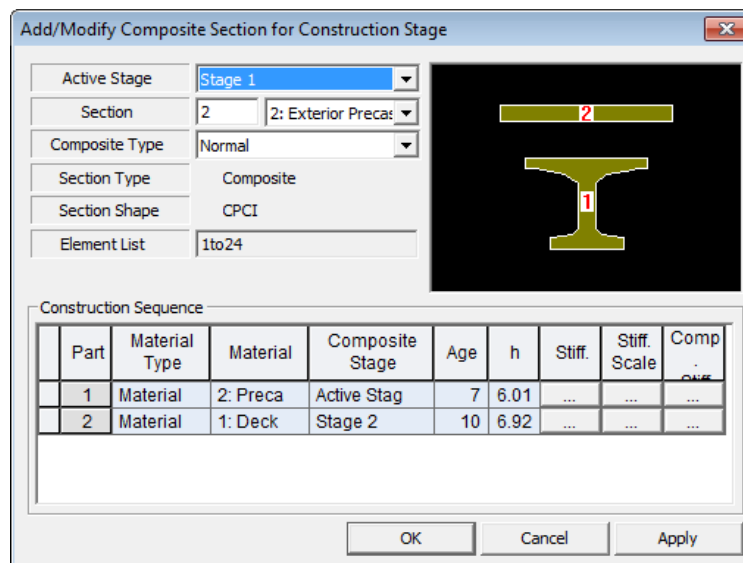 Add/Modify Composite Section for Construction Stage
Active Stage Stage 1
Section 2 2: Exterior Precas
Composite Type Normal
Section Type Composite
Section Shape CPCI
Element List 1to24
2
1
Construction Sequence
Part Material Type Material Composite Stage Age h Stiff. Stiff. Scale Comp .
1 Material 2: Preca Active Stag 7 6.01 ... ... ...
2 Material 1: Deck Stage 2 10 6.92 ... ... ...
OK Cancel Apply